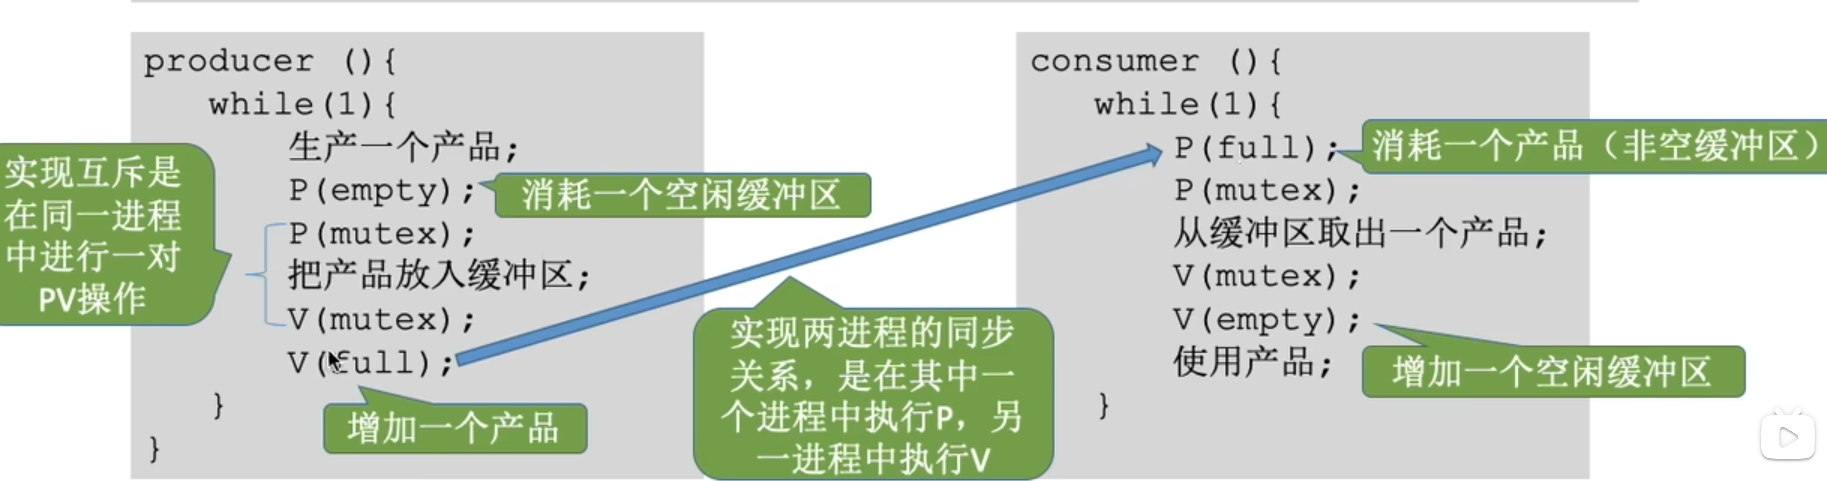 producer (){
while(1){
生产一个产品;
P(empty);
消耗一个空闲缓冲区
P(mutex);
把产品放入缓冲区;
V(mutex);
V(full);
增加一个产品
}
}
实现互斥是
在同一进程
中进行一对
PV操作
实现两进程的同步
关系，是在其中一
个进程中执行P，另
一进程中执行V
consumer (){
while(1){
P(full);
消耗一个产品（非空缓冲区）
P(mutex);
从缓冲区取出一个产品;
V(mutex);
V(empty);
增加一个空闲缓冲区
使用产品;
}